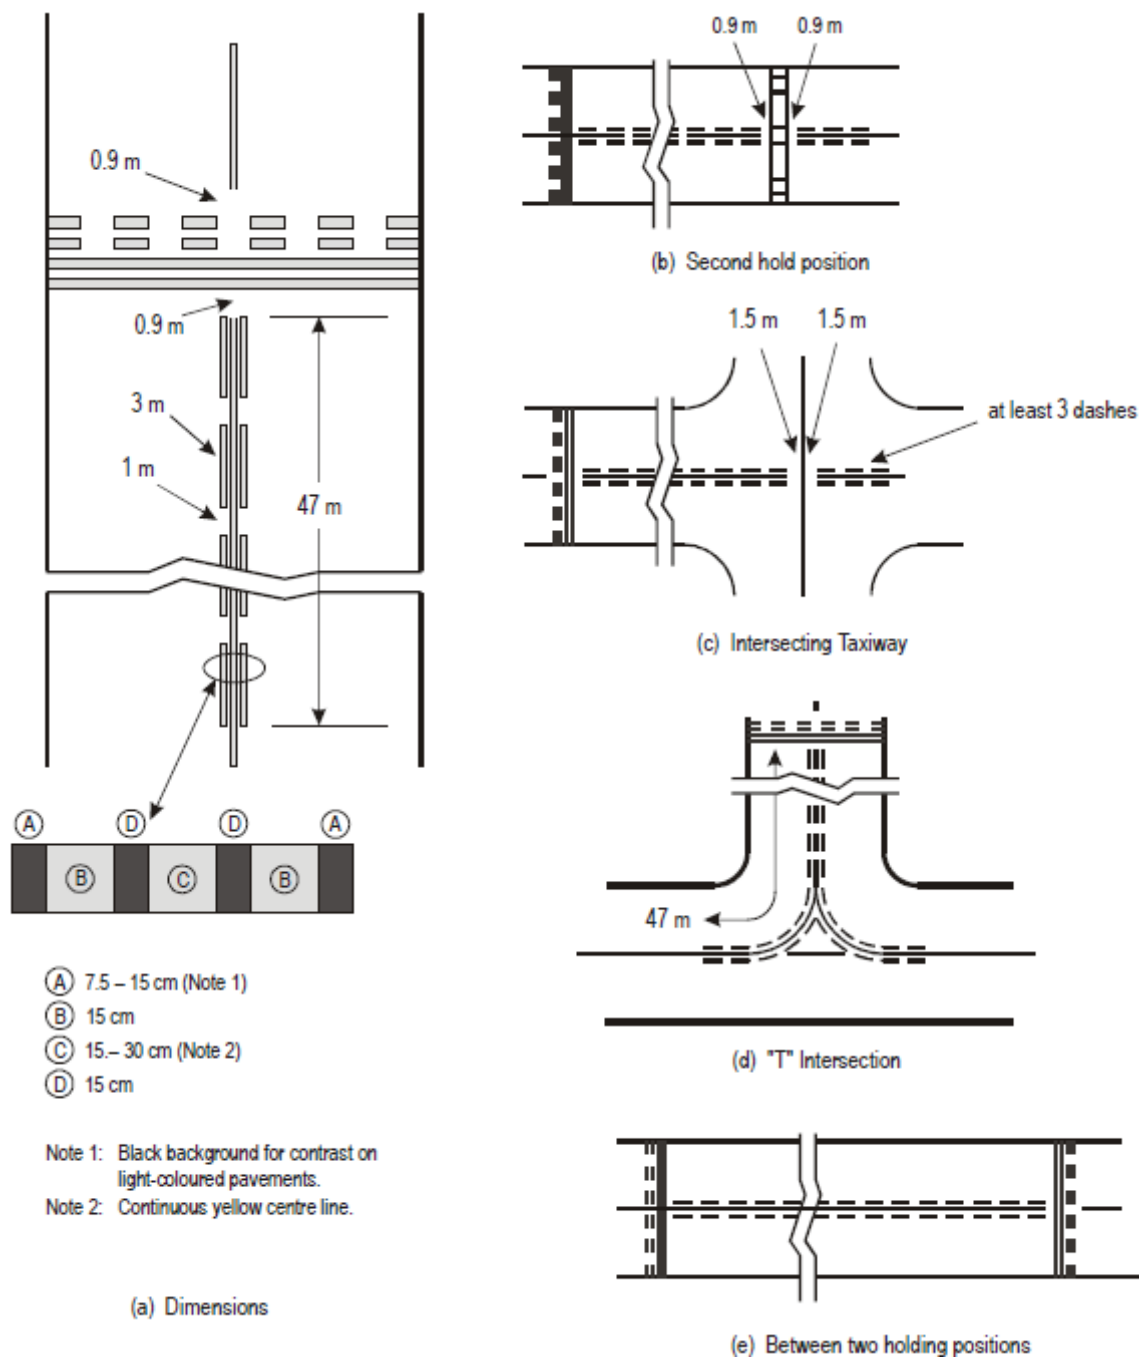 0.9 m
0.9 m
3 m
1 m
47 m
A
D
D
A
B
C
B
A 7.5 – 15 cm (Note 1)
B 15 cm
C 15.– 30 cm (Note 2)
D 15 cm
Note 1: Black background for contrast on
light-coloured pavements.
Note 2: Continuous yellow centre line.
(a) Dimensions
0.9 m
0.9 m
(b) Second hold position
1.5 m
1.5 m
at least 3 dashes
(c) Intersecting Taxiway
47 m
(d) "T" Intersection
(e) Between two holding positions